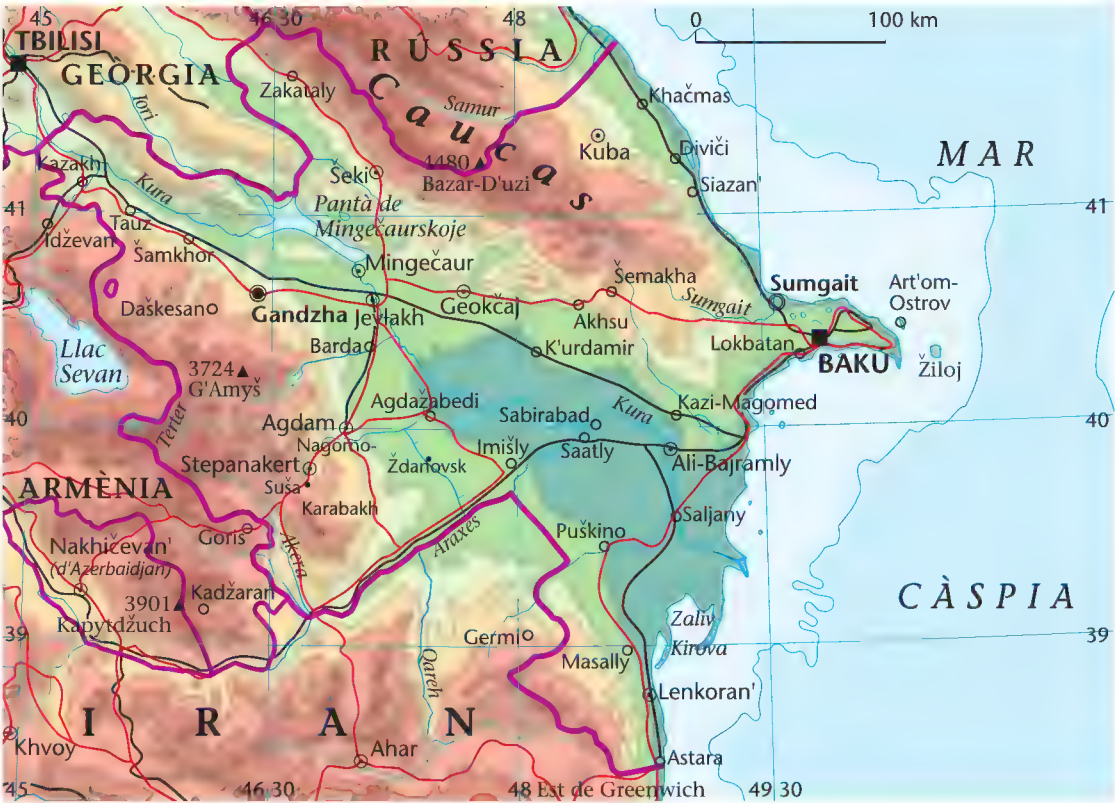 45
46 30
48
0
100 km
TBILISI
RÚSSIA
GEÒRGIA
Zakataly
Iori
Caucas
Samur
Khačmas
4480
Bazar-D'uzi
Kuba
Diviči
MAR
Kazakh
Kura
Šeki
Siazan'
41
Pantà de
Mingečaurskoje
41
Tauz
Idževan
Šamkhor
Mingečaur
Šemakha
Sumgait
Sumgait
Art'om-
Ostrov
Daškesan
Gandzha
Jevlakh
Geokčaj
Akhsu
Barda
K'urdamir
Lokbatan
BAKU
Žiloj
Llac
Sevan
3724
G'Amyš
40
Terter
Agdažabedi
Kura
Kazi-Magomed
40
Agdam
Sabirabad
Nagorno-
Karabakh
Imišly
Saatly
Stepanakert
Ždanovsk
Ali-Bajramly
Suša
ARMÈNIA
Saljany
Goris
Araxes
Puškino
Nakhičevan'
(d'Azerbaidjan)
Akera
Kadžaran
3901
Kapytdžuch
CÀSPIA
39
Germi
Zaliv
Kirova
39
Masally
Qareh
Lenkoran'
IRAN
Khvoy
Ahar
Astara
45
46 30
48
Est de Greenwich
49 30